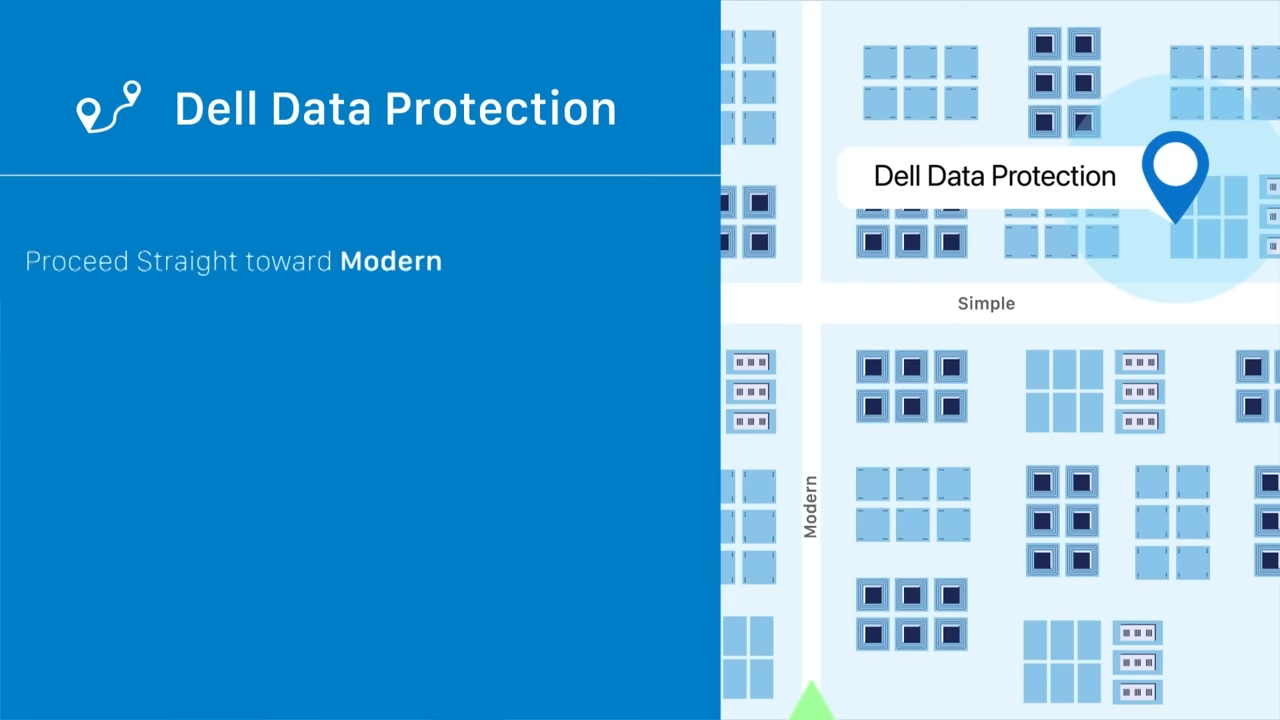 Dell Data Protection
Proceed Straight toward Modern
Dell Data Protection
Simple
Modern